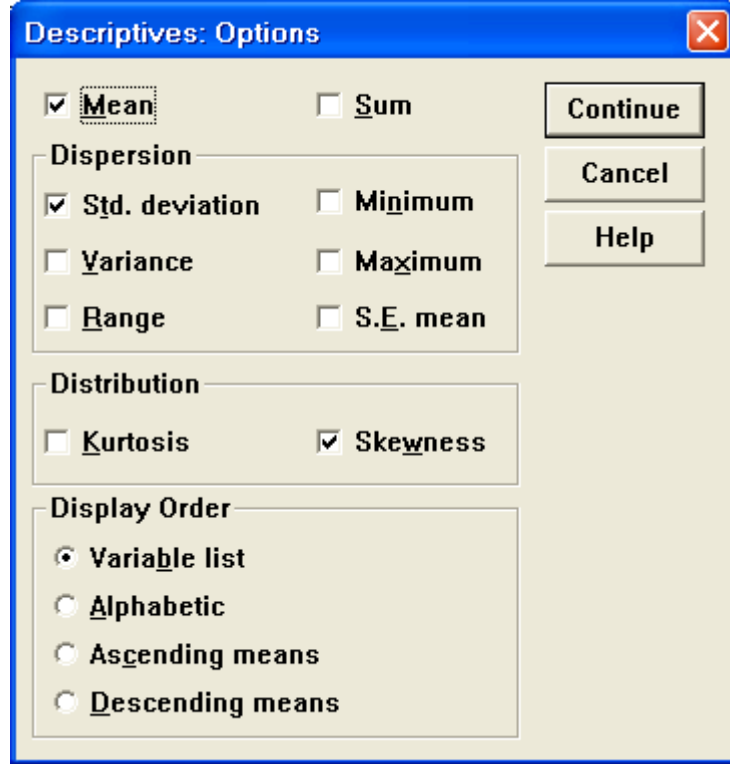 Descriptives: Options
Mean
Sum
Continue
Dispersion
Cancel
Std. deviation
Minimum
Help
Variance
Maximum
Range
S.E. mean
Distribution
Kurtosis
Skewness
Display Order
Variable list
Alphabetic
Ascending means
Descending means